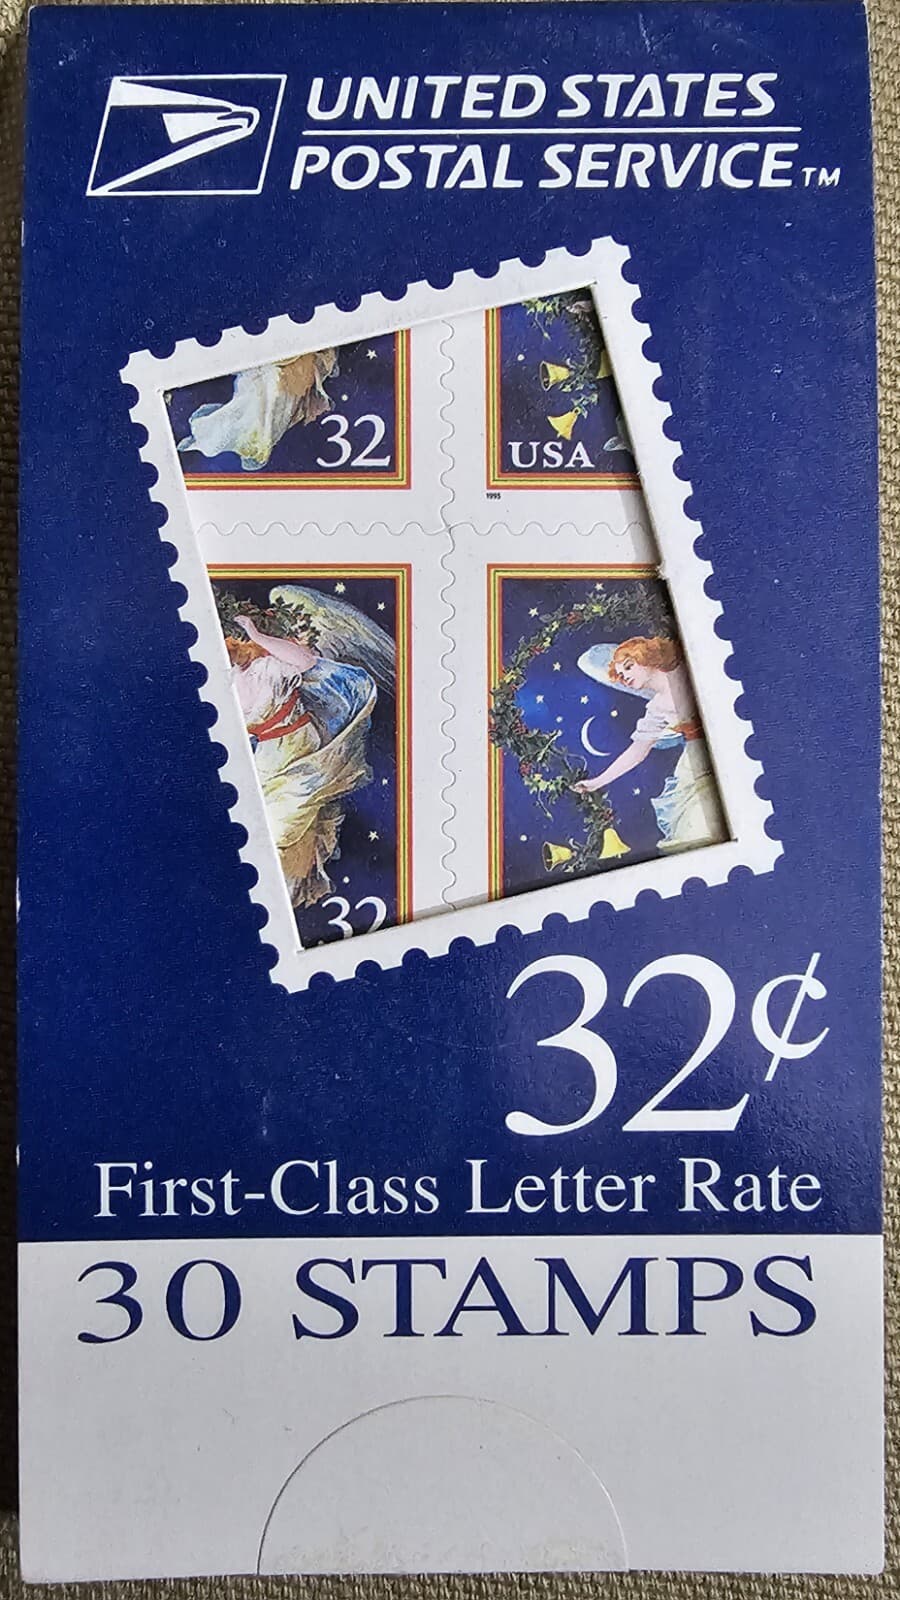 UNITED STATES
POSTAL SERVICE™
32
USA
1995
32
32¢
First-Class Letter Rate
30 STAMPS